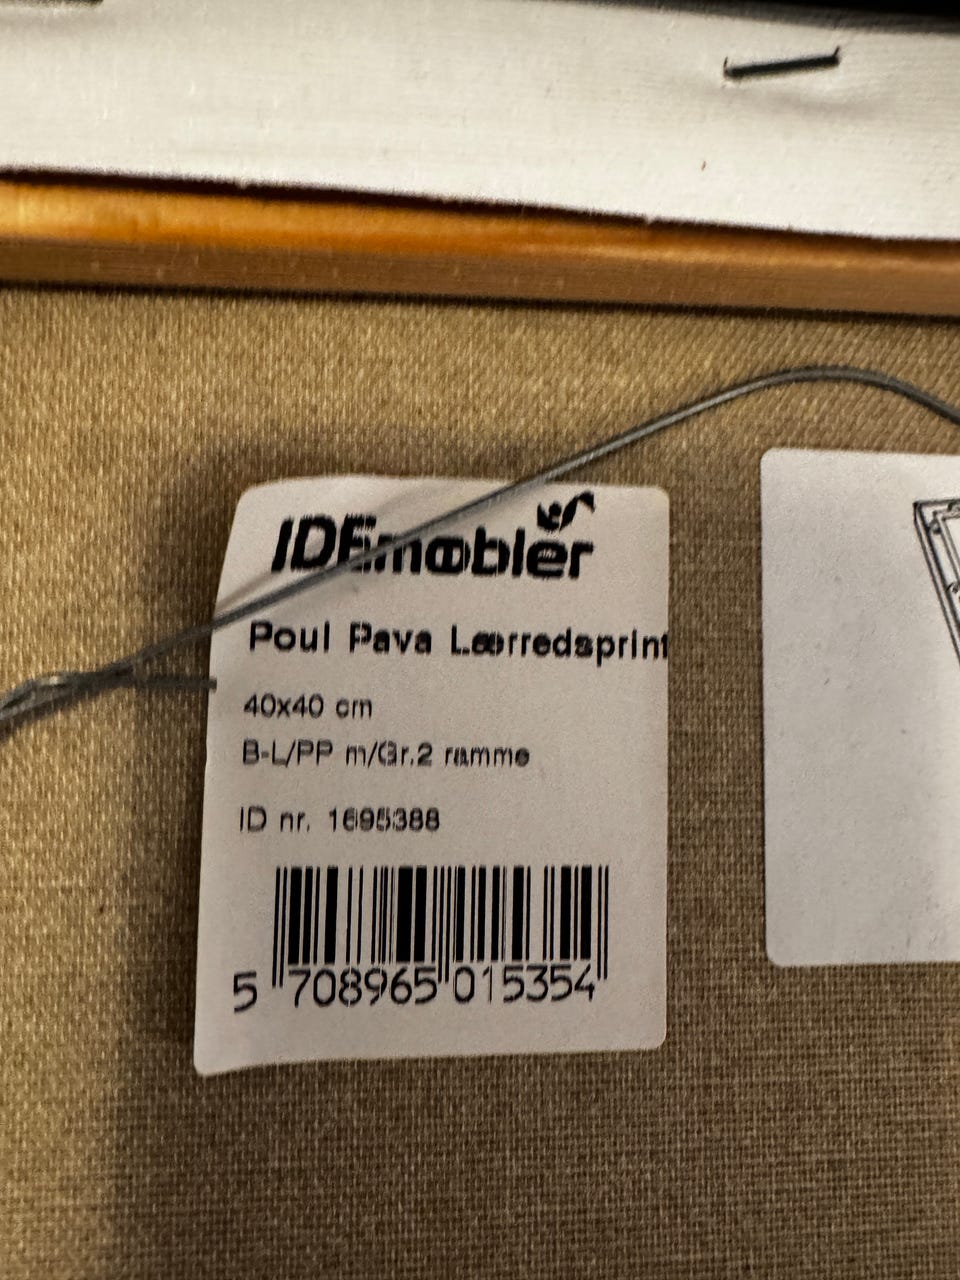 IDEmøbler
Poul Pava Lærredsprint
40x40 cm
B-L/PP m/Gr.2 ramme
ID nr. 1695388
5 708965 015354